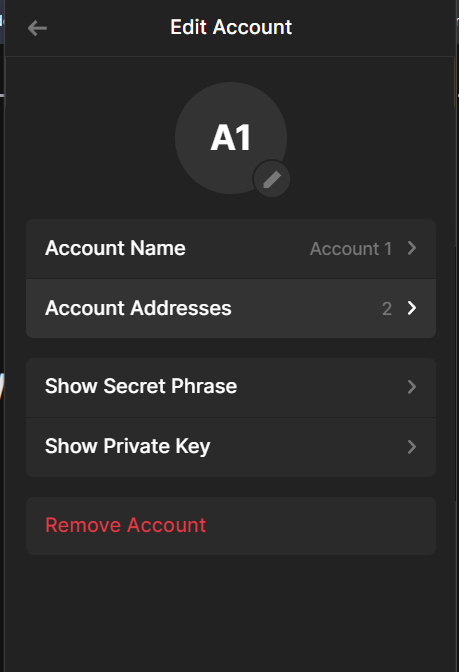 Edit Account
A1
Account Name Account 1
Account Addresses 2
Show Secret Phrase
Show Private Key
Remove Account